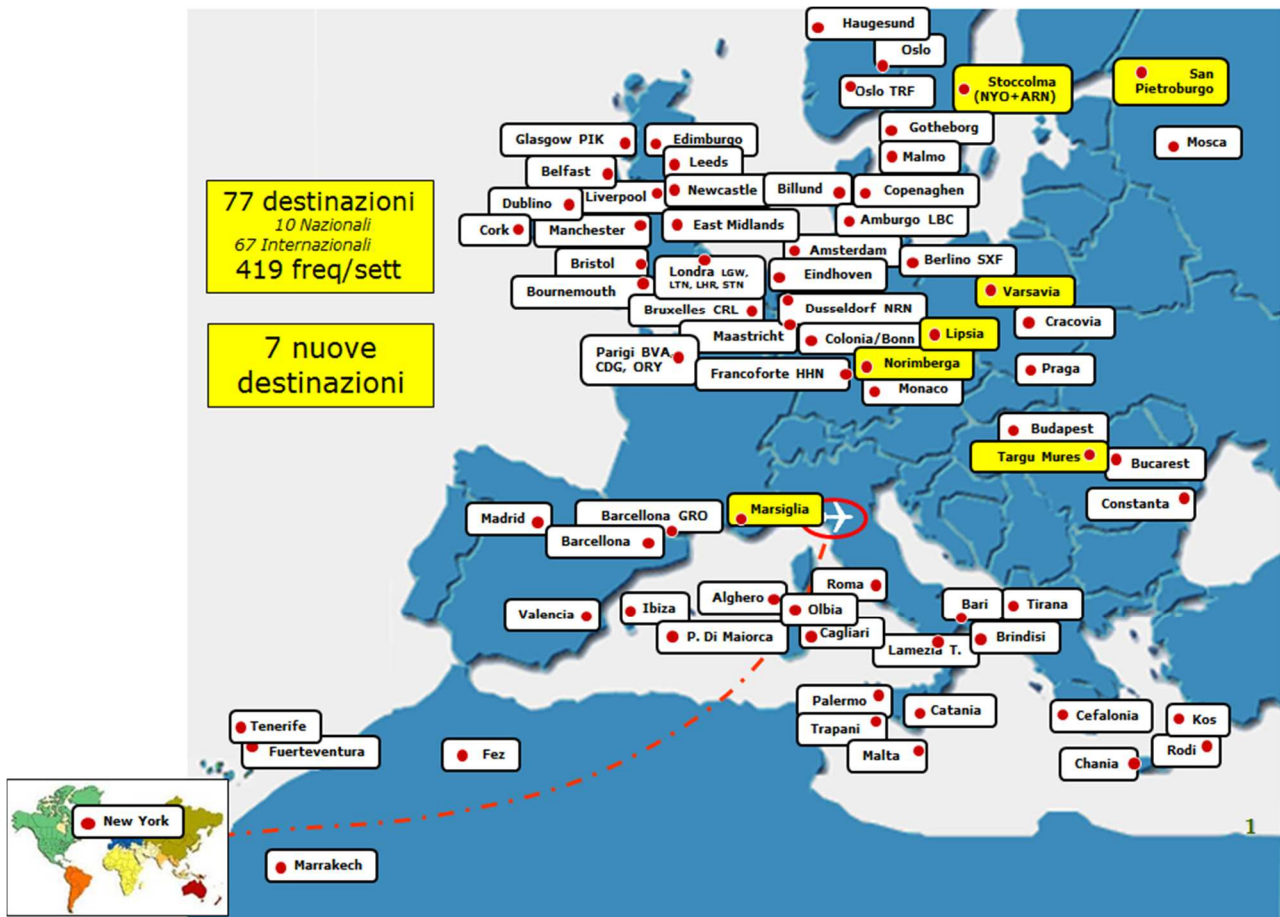 Haugesund
Oslo
Oslo TRF
Stoccolma
(NYO+ARN)
San
Pietroburgo
Mosca
Gotheborg
Malmo
Glasgow PIK
Edimburgo
Leeds
Belfast
Liverpool
Newcastle
Billund
Copenaghen
Dublino
Cork
Manchester
East Midlands
Amburgo LBC
77 destinazioni
10 Nazionali
67 Internazionali
419 freq/sett
Amsterdam
Berlino SXF
Bristol
Londra LGW,
LTN, LHR, STN
Eindhoven
Bournemouth
Varsavia
Bruxelles CRL
Dusseldorf NRN
Cracovia
Maastricht
Colonia/Bonn
Lipsia
7 nuove
destinazioni
Parigi BVA,
CDG, ORY
Francoforte HHN
Norimberga
Monaco
Praga
Budapest
Targu Mures
Bucarest
Constanta
Madrid
Barcellona GRO
Barcellona
Marsiglia
Roma
Alghero
Olbia
Bari
Tirana
Valencia
Ibiza
P. Di Maiorca
Cagliari
Lamezia T.
Brindisi
Palermo
Trapani
Malta
Catania
Cefalonia
Kos
Rodi
Chania
Tenerife
Fuerteventura
Fez
New York
Marrakech
1